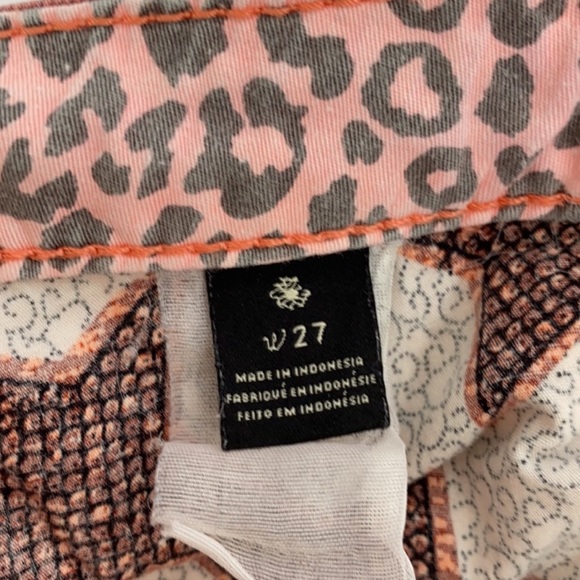 W27
MADE IN INDONESIA
FABRIQUÉ EN INDONÉSIE
FEITO EM INDONÉSIA